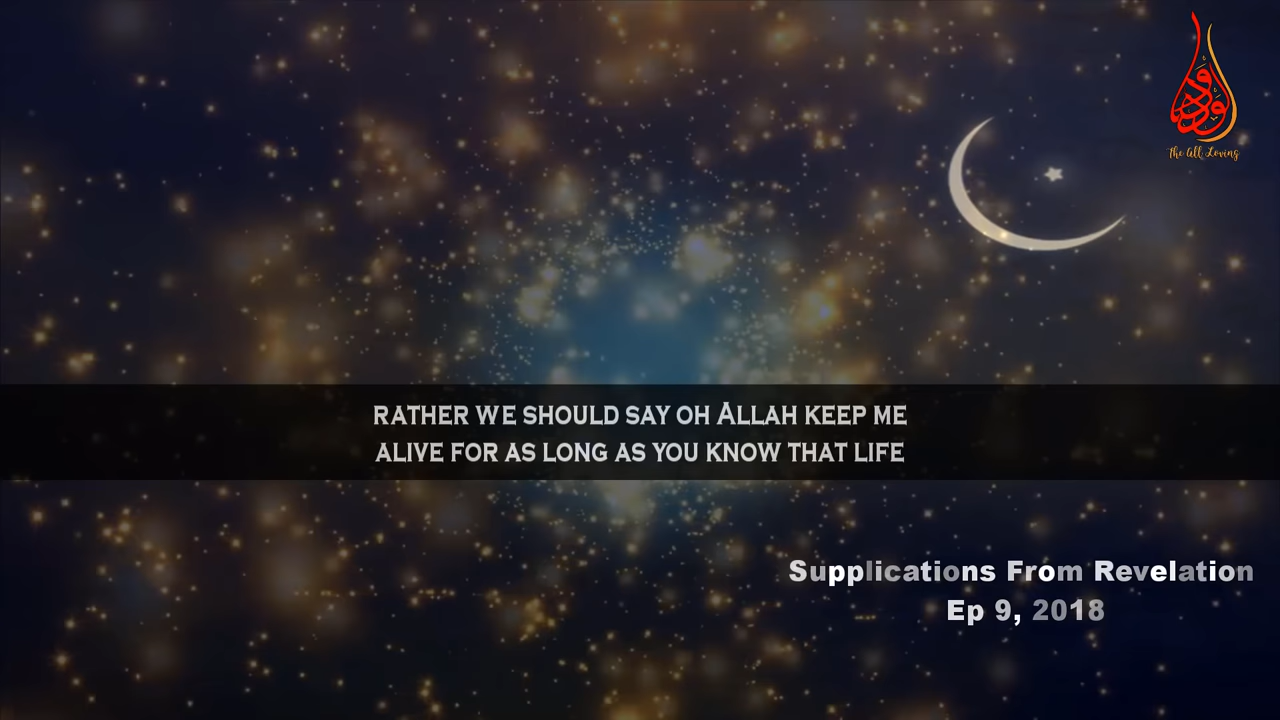 الودود
The All Loving
RATHER WE SHOULD SAY OH ALLAH KEEP ME
ALIVE FOR AS LONG AS YOU KNOW THAT LIFE
Supplications From Revelation
Ep 9, 2018